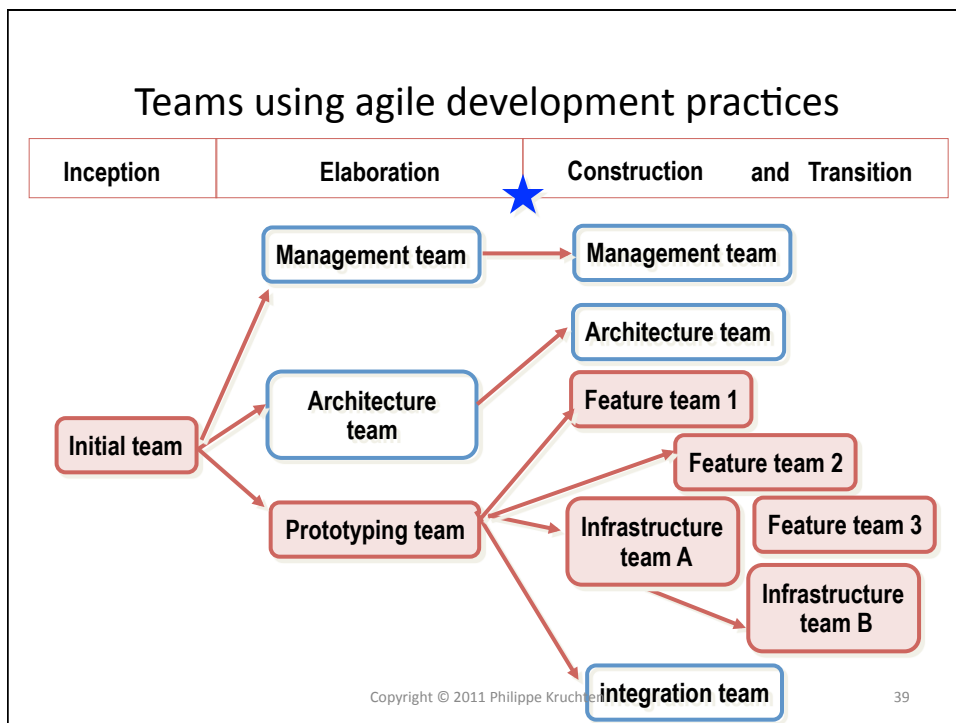 Teams using agile development practices
Inception
Elaboration
Construction and Transition
Management team
Management team
Architecture team
Architecture
team
Feature team 1
Initial team
Feature team 2
Prototyping team
Infrastructure
team A
Feature team 3
Infrastructure
team B
integration team
Copyright © 2011 Philippe Kruchten
39